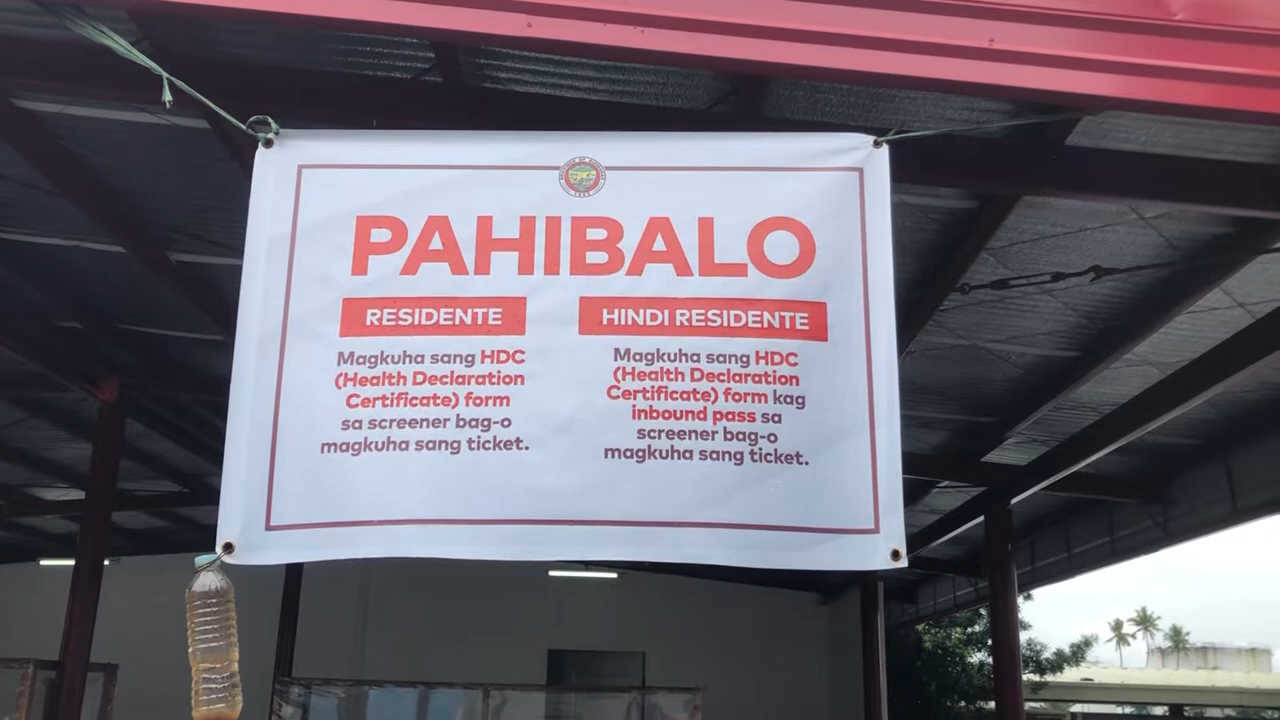 PAHIBALO
RESIDENTE
Magkuha sang HDC
(Health Declaration
Certificate) form
sa screener bag-o
magkuha sang ticket.
HINDI RESIDENTE
Magkuha sang HDC
(Health Declaration
Certificate) form kag
inbound pass sa
screener bag-o
magkuha sang ticket.